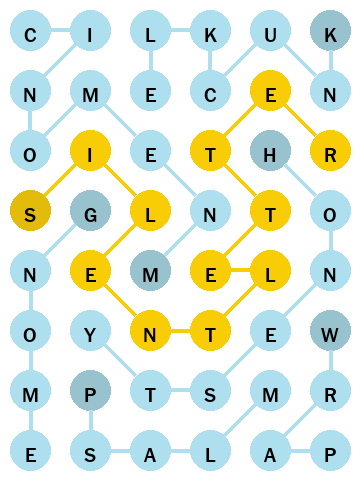 C I L K U K
N M E C E N
O I E T H R
S G L N T O
N E M E L N
O Y N T E W
M P T S M R
E S A L A P